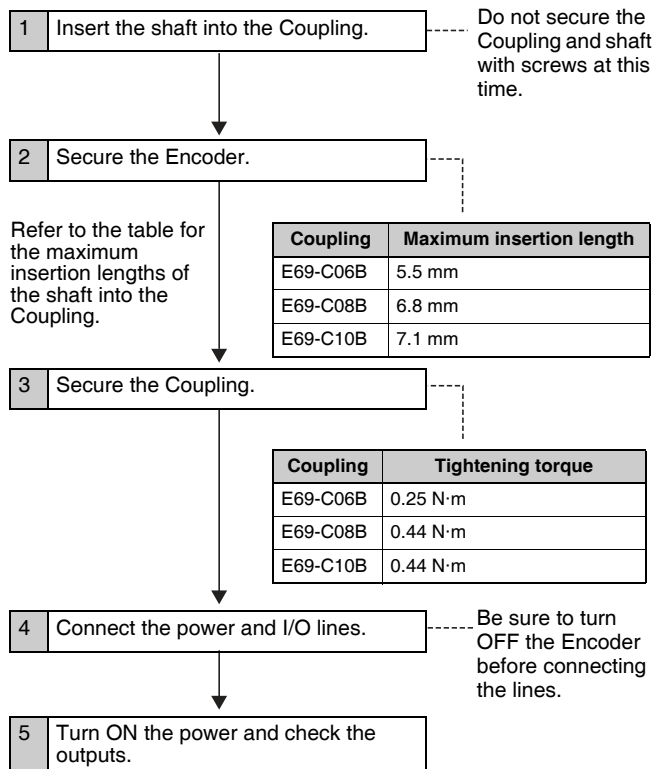 1 Insert the shaft into the Coupling.
Do not secure the
Coupling and shaft
with screws at this
time.
2 Secure the Encoder.
Refer to the table for
the maximum
insertion lengths of
the shaft into the
Coupling.
Coupling Maximum insertion length
E69-C06B 5.5 mm
E69-C08B 6.8 mm
E69-C10B 7.1 mm
3 Secure the Coupling.
Coupling Tightening torque
E69-C06B 0.25 N·m
E69-C08B 0.44 N·m
E69-C10B 0.44 N·m
4 Connect the power and I/O lines.
Be sure to turn
OFF the Encoder
before connecting
the lines.
5 Turn ON the power and check the
outputs.